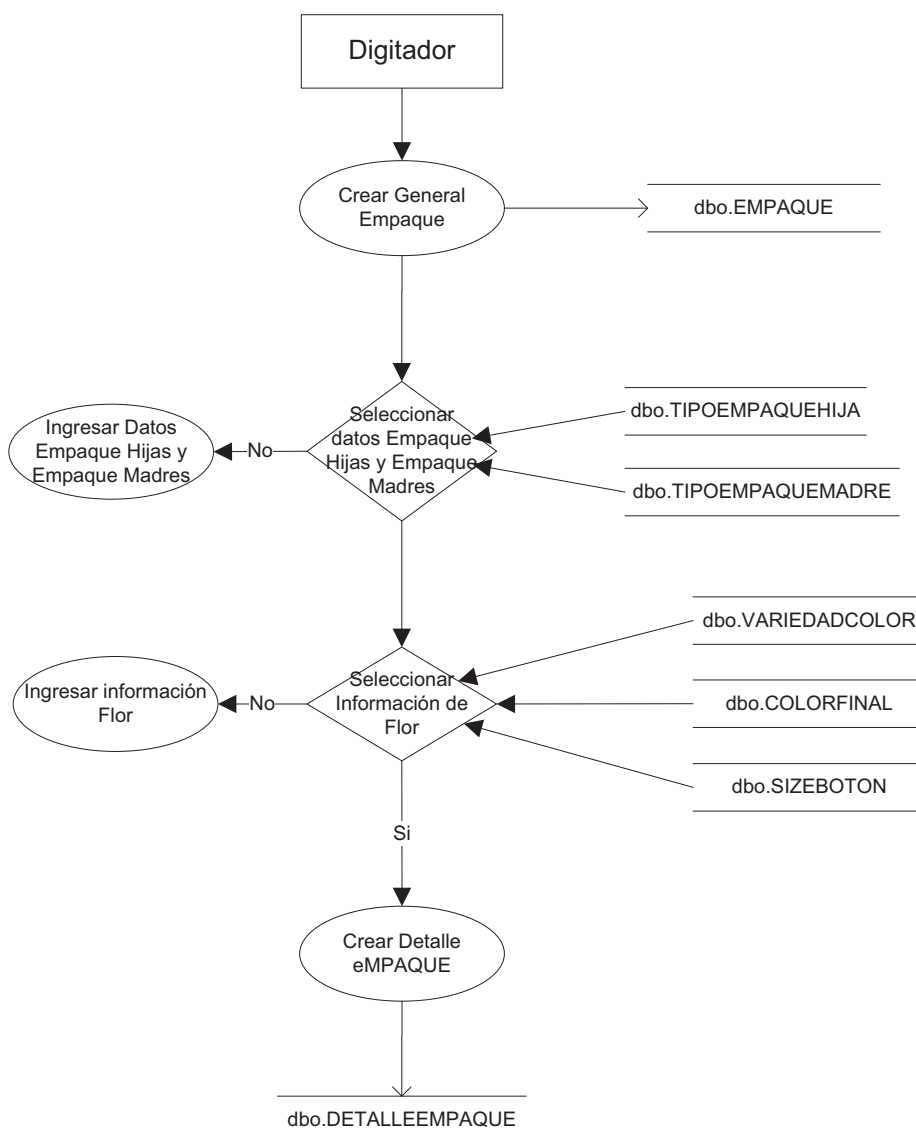 Digitador
Crear General
Empaque
dbo.EMPAQUE
Seleccionar
datos Empaque
Hijas y Empaque
Madres
dbo.TIPOEMPAQUEHIJA
dbo.TIPOEMPAQUEMADRE
No
Ingresar Datos
Empaque Hijas y
Empaque Madres
Seleccionar
Información de
Flor
dbo.VARIEDADCOLOR
dbo.COLORFINAL
dbo.SIZEBOTON
No
Ingresar información
Flor
Si
Crear Detalle
eMPAQUE
dbo.DETALLEEMPAQUE